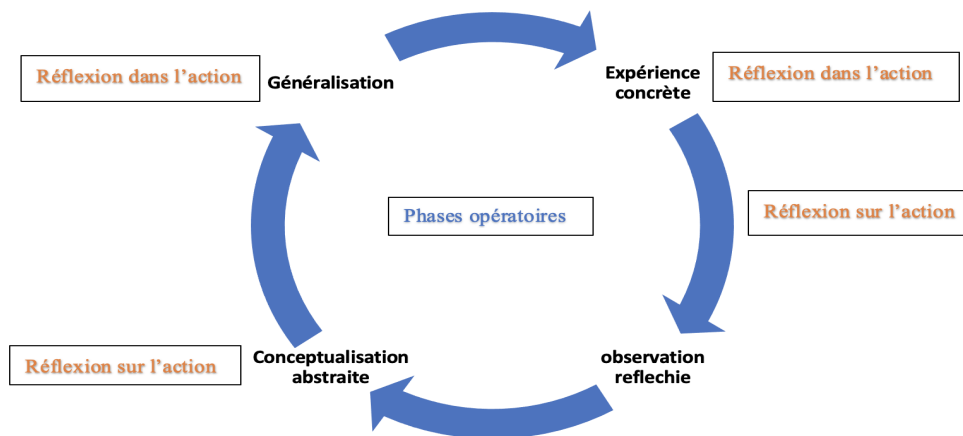 Réflexion dans l'action
Généralisation
Expérience
concrète
Réflexion dans l'action
Phases opératoires
Réflexion sur l'action
Réflexion sur l'action
Conceptualisation
abstraite
observation
reflechie